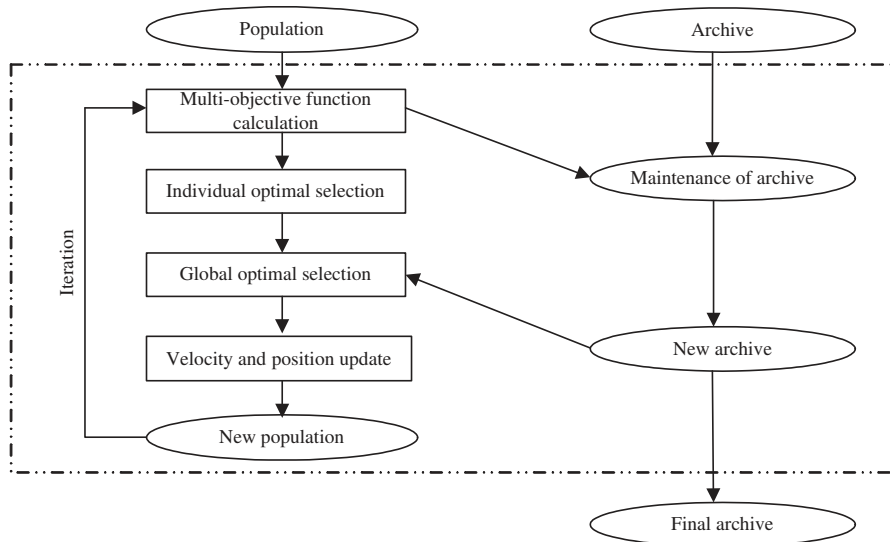 Population
Archive
Multi-objective function
calculation
Maintenance of archive
Individual optimal selection
Iteration
Global optimal selection
New archive
Velocity and position update
New population
Final archive